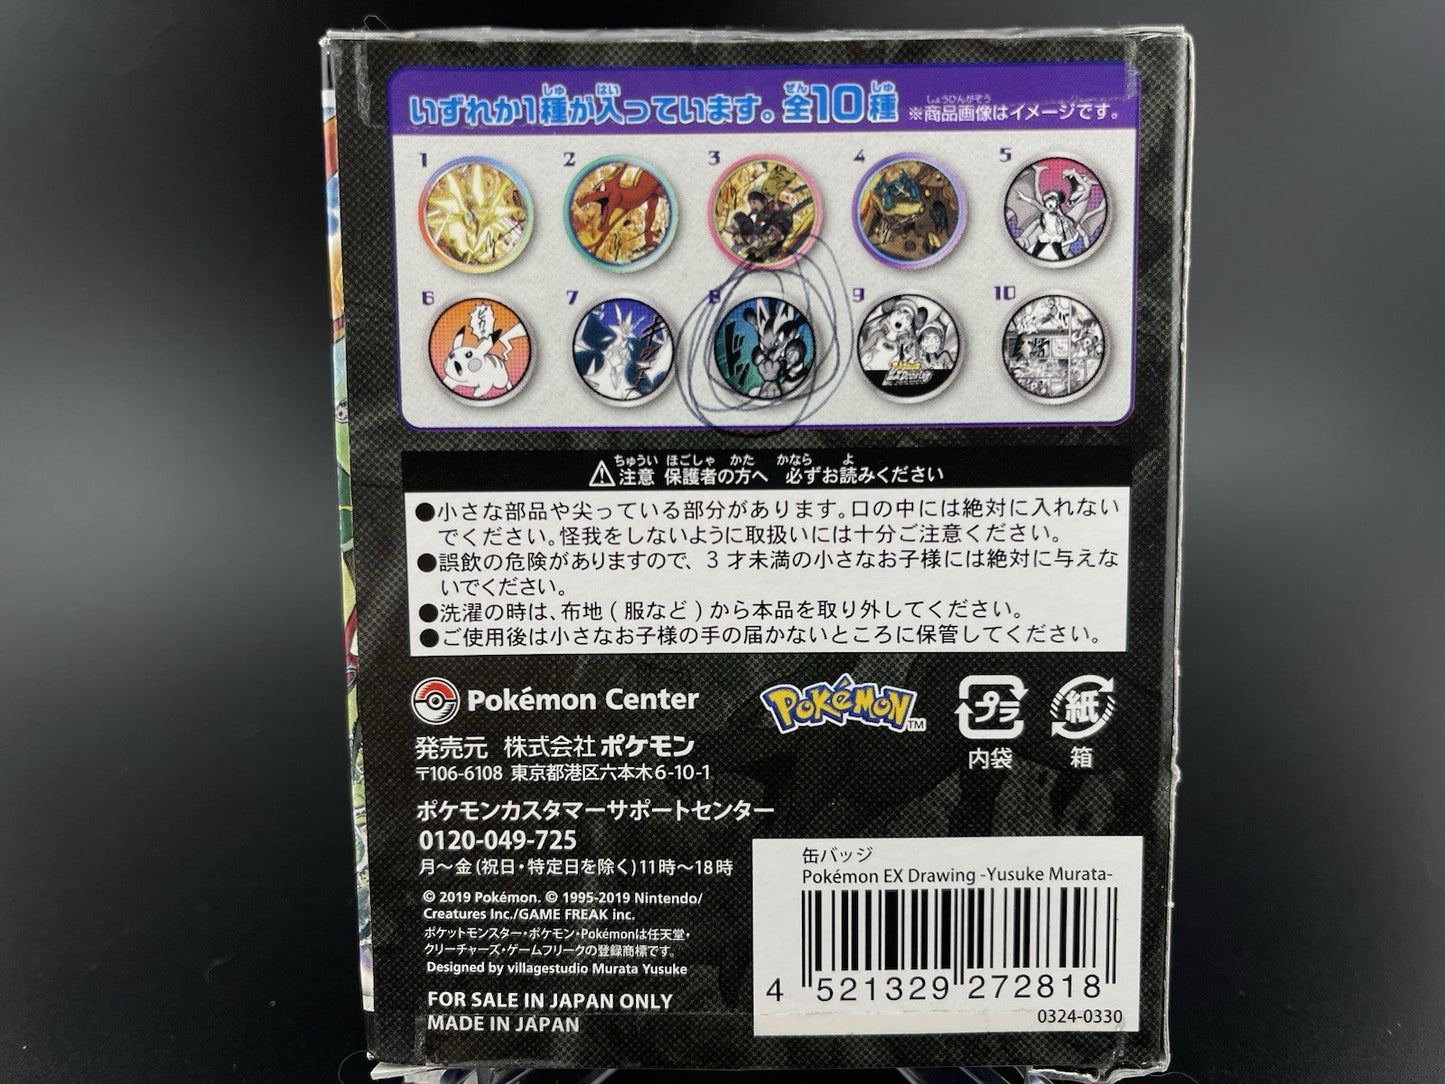 いずれか1種が入っています。全10種 ※商品画像はイメージです。
1 2 3 4 5
6 7 8 9 10
⚠注意 保護者の方へ 必ずお読みください
●小さな部品や尖っている部分があります。口の中には絶対に入れない
でください。怪我をしないように取扱いには十分ご注意ください。
●誤飲の危険がありますので、3才未満の小さなお子様には絶対に与えな
いでください。
●洗濯の時は、布地(服など)から本品を取り外してください。
●ご使用後は小さなお子様の手の届かないところに保管してください。
Pokémon Center
POKéMON™
プラ 紙
内袋 箱
発売元 株式会社ポケモン
〒106-6108 東京都港区六本木6-10-1
ポケモンカスタマーサポートセンター
0120-049-725
月〜金(祝日・特定日を除く)11時〜18時
© 2019 Pokémon. © 1995-2019 Nintendo/
Creatures Inc./GAME FREAK inc.
ポケットモンスター・ポケモン・Pokémonは任天堂・
クリーチャーズ・ゲームフリークの登録商標です。
Designed by villagestudio Murata Yusuke
FOR SALE IN JAPAN ONLY
MADE IN JAPAN
缶バッジ
Pokémon EX Drawing -Yusuke Murata-
4 521329 272818
0324-0330